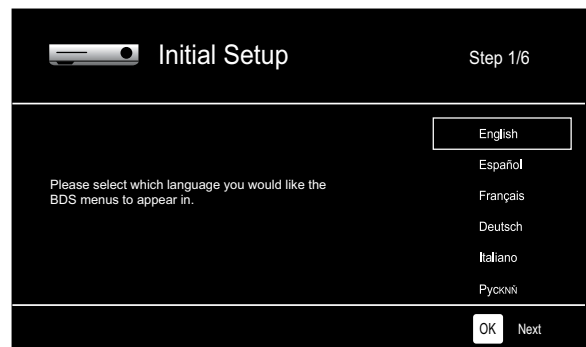 Initial Setup
Step 1/6
Please select which language you would like the
BDS menus to appear in.
English
Español
Français
Deutsch
Italiano
Русскnй
OK Next